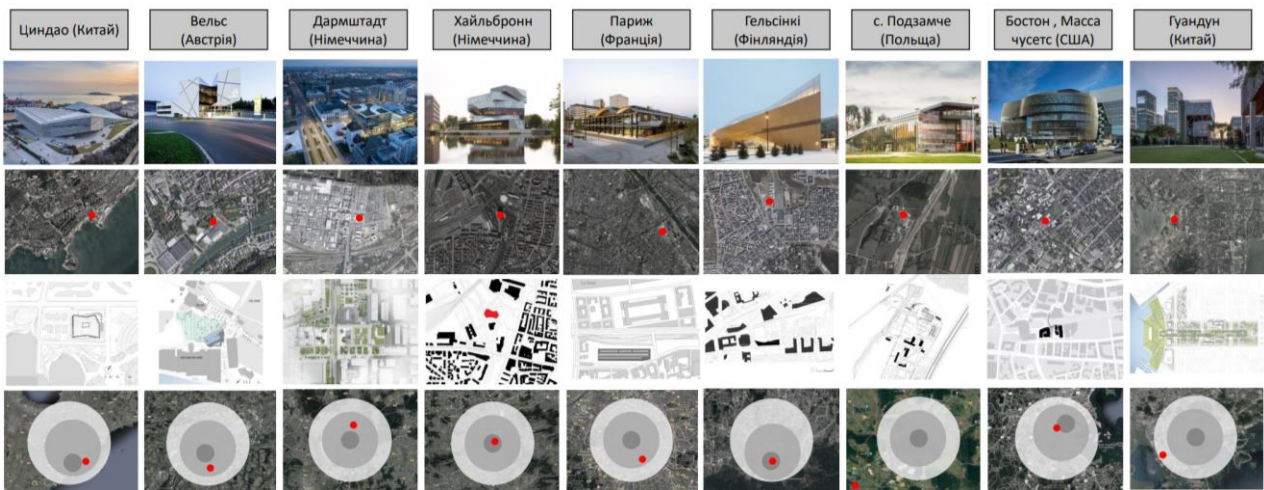 Циндао (Китай)
Вельс
(Австрія)
Дармштадт
(Німеччина)
Хайльбронн
(Німеччина)
Париж
(Франція)
Гельсінкі
(Фінляндія)
с. Подзамче
(Польща)
Бостон , Масса
чусетс (США)
Гуандун
(Китай)